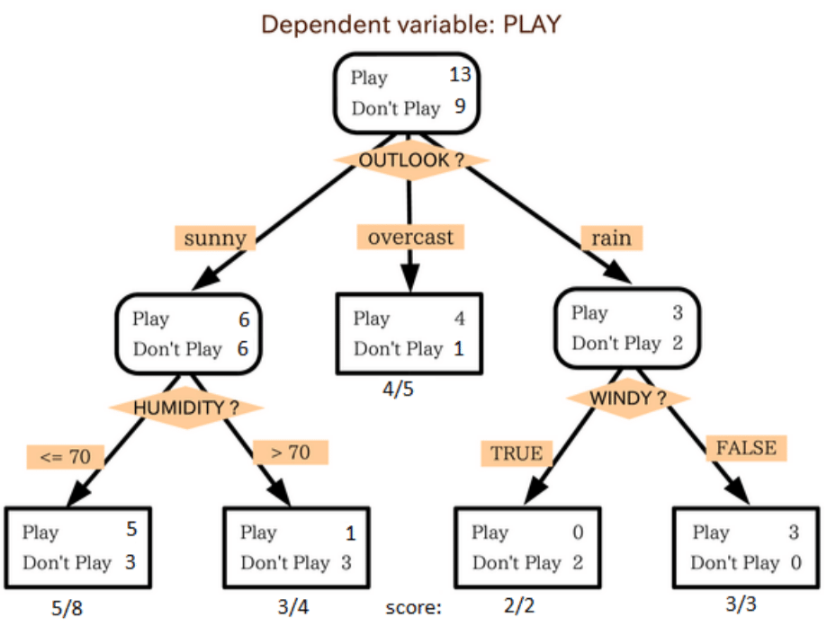 Dependent variable: PLAY
Play 13
Don't Play 9
OUTLOOK ?
sunny
overcast
rain
Play 6
Don't Play 6
Play 4
Don't Play 1
4/5
Play 3
Don't Play 2
HUMIDITY ?
WINDY ?
<= 70
> 70
TRUE
FALSE
Play 5
Don't Play 3
Play 1
Don't Play 3
Play 0
Don't Play 2
Play 3
Don't Play 0
5/8
3/4
score:
2/2
3/3